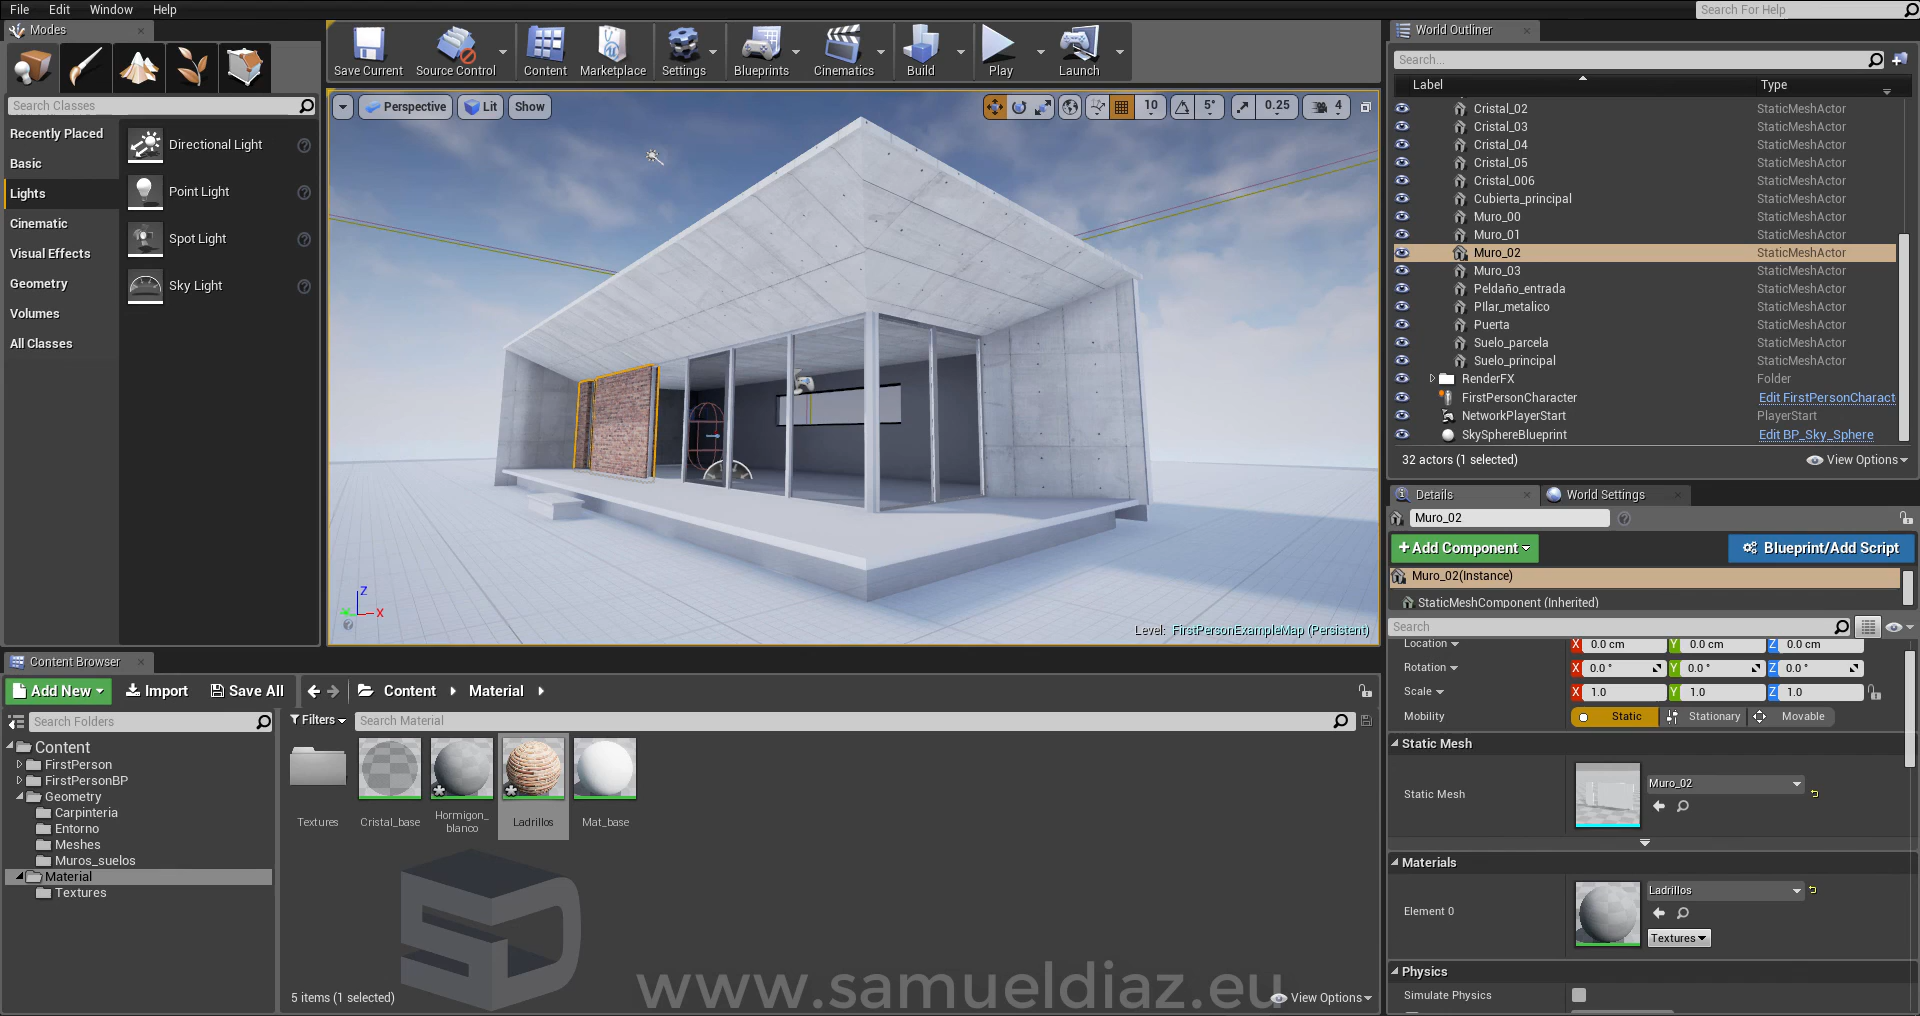 File Edit Window Help
Search For Help
Modes
Search Classes
Recently Placed
Basic
Lights
Cinematic
Visual Effects
Geometry
Volumes
All Classes
Directional Light
Point Light
Spot Light
Sky Light
Save Current
Source Control
Content
Marketplace
Settings
Blueprints
Cinematics
Build
Play
Launch
Perspective
Lit
Show
10
5°
0.25
4
Z
X
Level: FirstPersonExampleMap (Persistent)
World Outliner
Search...
Label Type
Cristal_02 StaticMeshActor
Cristal_03 StaticMeshActor
Cristal_04 StaticMeshActor
Cristal_05 StaticMeshActor
Cristal_006 StaticMeshActor
Cubierta_principal StaticMeshActor
Muro_00 StaticMeshActor
Muro_01 StaticMeshActor
Muro_02 StaticMeshActor
Muro_03 StaticMeshActor
Peldaño_entrada StaticMeshActor
PIlar_metalico StaticMeshActor
Puerta StaticMeshActor
Suelo_parcela StaticMeshActor
Suelo_principal StaticMeshActor
RenderFX Folder
FirstPersonCharacter Edit FirstPersonCharact
NetworkPlayerStart PlayerStart
SkySphereBlueprint Edit BP_Sky_Sphere
32 actors (1 selected)
View Options
Details
World Settings
Muro_02
+Add Component
Blueprint/Add Script
Muro_02(Instance)
StaticMeshComponent (Inherited)
Search
Location X 0.0 cm Y 0.0 cm Z 0.0 cm
Rotation X 0.0 ° Y 0.0 ° Z 0.0 °
Scale X 1.0 Y 1.0 Z 1.0
Mobility Static Stationary Movable
Static Mesh
Static Mesh
Muro_02
Materials
Element 0
Ladrillos
Textures
Physics
Simulate Physics
Content Browser
Add New
Import
Save All
Content
Material
Search Folders
Filters
Search Material
Content
FirstPerson
FirstPersonBP
Geometry
Carpinteria
Entorno
Meshes
Muros_suelos
Material
Textures
Textures
Cristal_base
Hormigon_
blanco
Ladrillos
Mat_base
5 items (1 selected)
View Options
SD
www.samueldiaz.eu